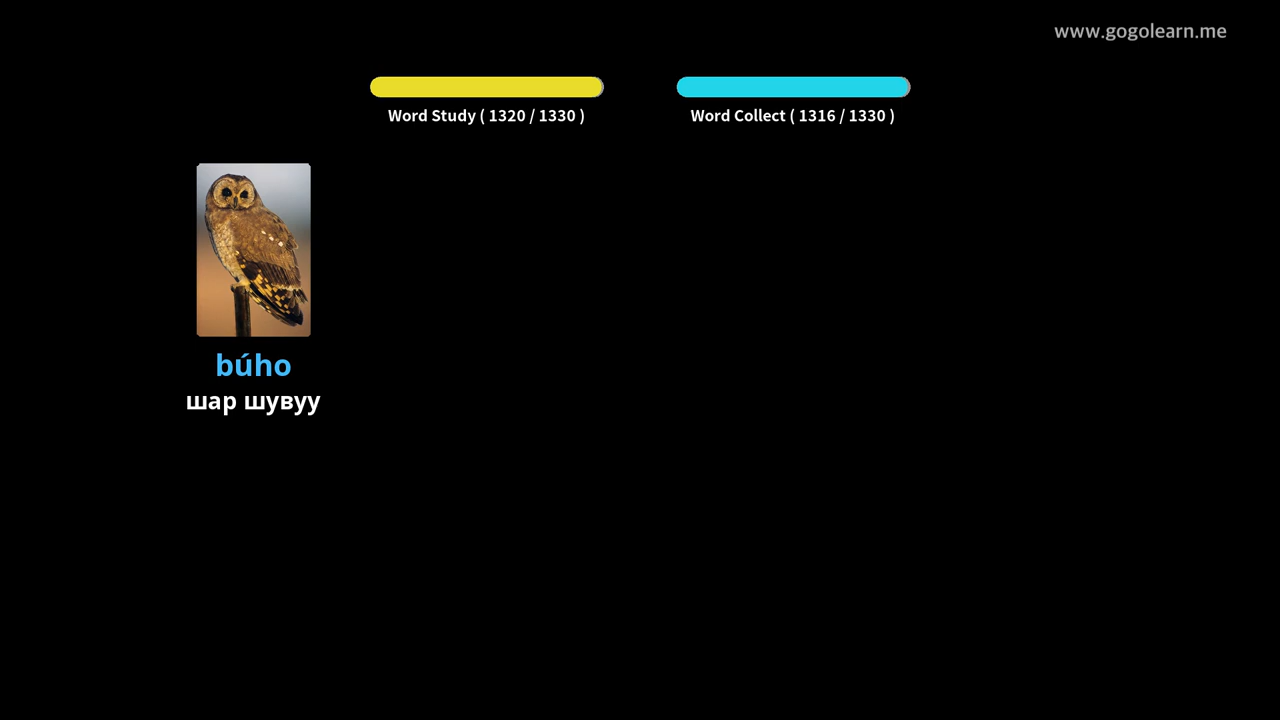 www.gogolearn.me
Word Study ( 1320 / 1330 )
Word Collect ( 1316 / 1330 )
búho
шар шувуу